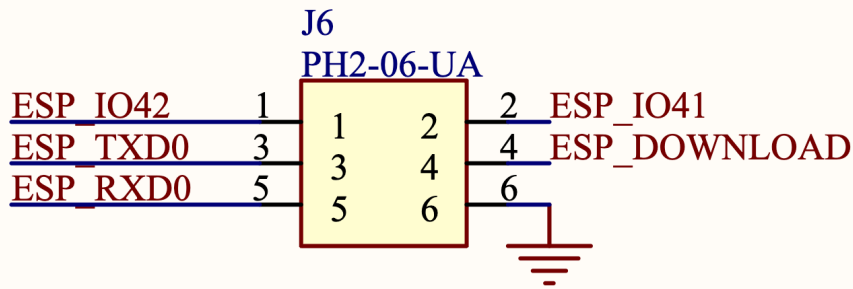 J6
PH2-06-UA
ESP_IO42 1 1 2 2 ESP_IO41
ESP_TXD0 3 3 4 4 ESP_DOWNLOAD
ESP_RXD0 5 5 6 6